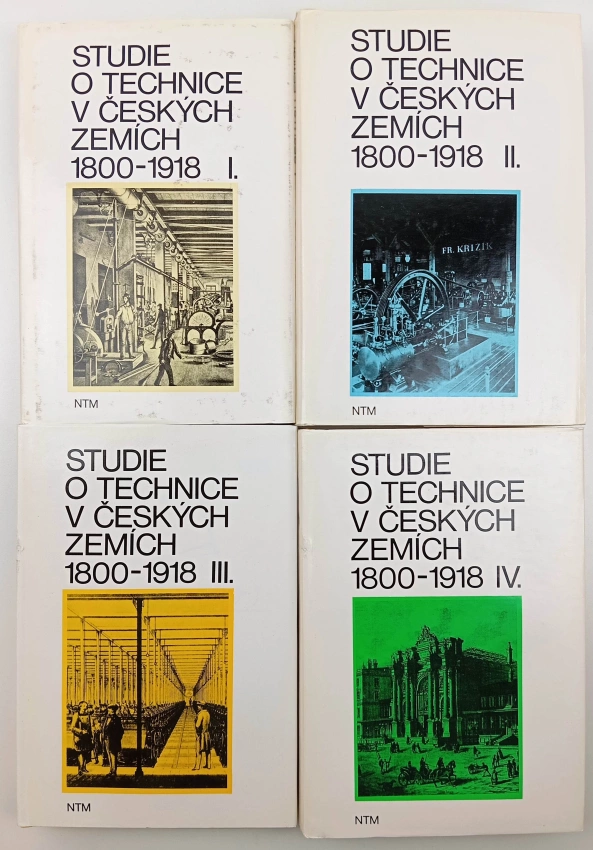 STUDIE
O TECHNICE
V ČESKÝCH
ZEMÍCH
1800-1918 I.
NTM
STUDIE
O TECHNICE
V ČESKÝCH
ZEMÍCH
1800-1918 II.
FR. KRIZIK
NTM
STUDIE
O TECHNICE
V ČESKÝCH
ZEMÍCH
1800-1918 III.
NTM
STUDIE
O TECHNICE
V ČESKÝCH
ZEMÍCH
1800-1918 IV.
NTM